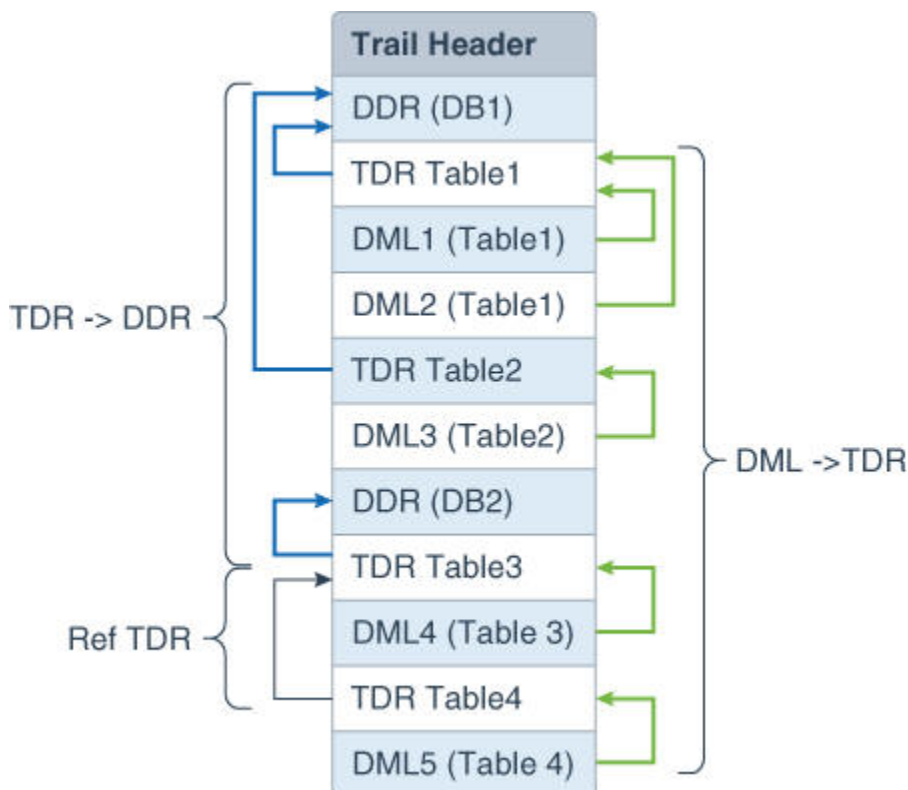 Trail Header
DDR (DB1)
TDR Table1
DML1 (Table1)
DML2 (Table1)
TDR -> DDR
TDR Table2
DML3 (Table2)
DML ->TDR
DDR (DB2)
TDR Table3
Ref TDR
DML4 (Table 3)
TDR Table4
DML5 (Table 4)